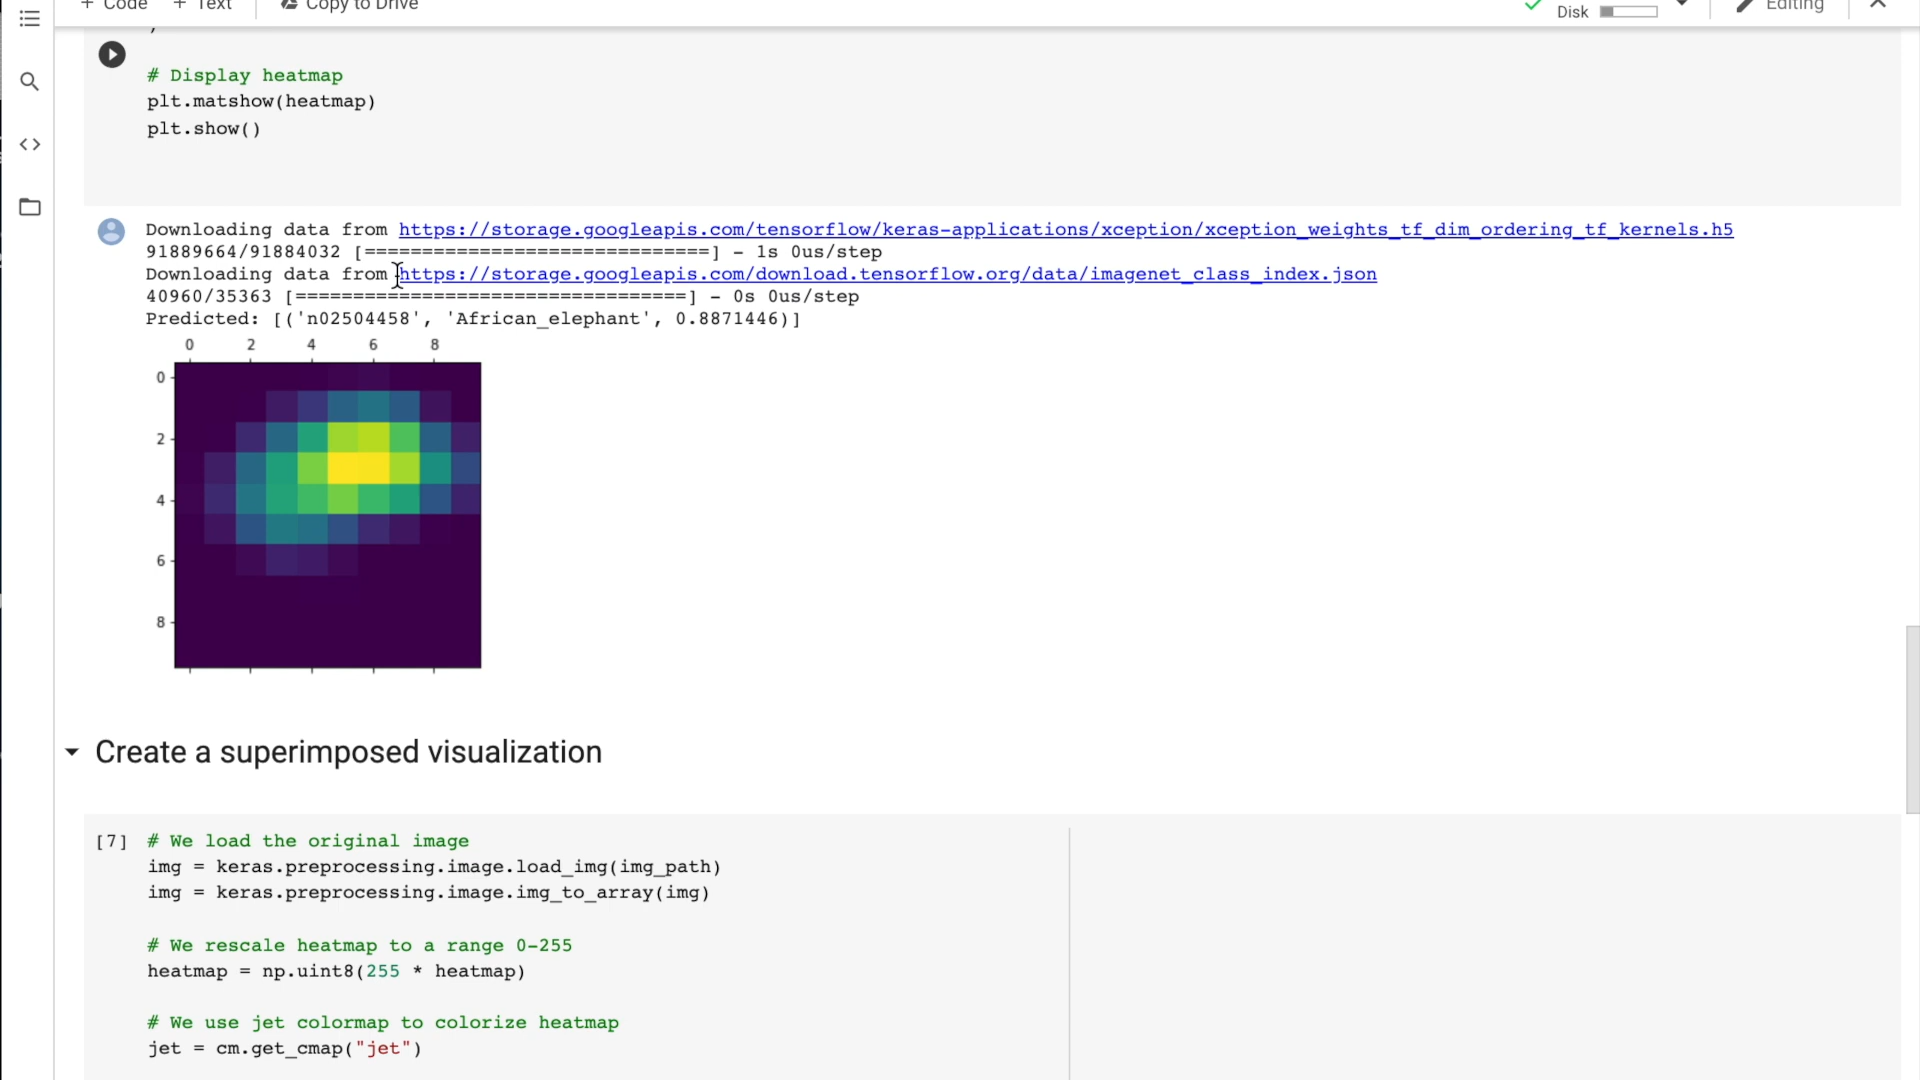 + Code + Text Copy to Drive
Disk Editing
# Display heatmap
plt.matshow(heatmap)
plt.show()
Downloading data from https://storage.googleapis.com/tensorflow/keras-applications/xception/xception_weights_tf_dim_ordering_tf_kernels.h5
91889664/91884032 [==============================] - 1s 0us/step
Downloading data from https://storage.googleapis.com/download.tensorflow.org/data/imagenet_class_index.json
40960/35363 [==================================] - 0s 0us/step
Predicted: [('n02504458', 'African_elephant', 0.8871446)]
0 2 4 6 8
0
2
4
6
8
Create a superimposed visualization
[7] # We load the original image
img = keras.preprocessing.image.load_img(img_path)
img = keras.preprocessing.image.img_to_array(img)
# We rescale heatmap to a range 0-255
heatmap = np.uint8(255 * heatmap)
# We use jet colormap to colorize heatmap
jet = cm.get_cmap("jet")